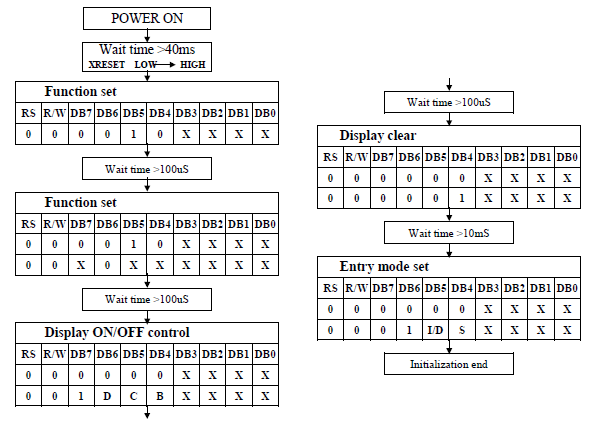 POWER ON
Wait time >40ms
XRESET LOW HIGH
Function set
RS R/W DB7 DB6 DB5 DB4 DB3 DB2 DB1 DB0
0 0 0 0 1 0 X X X X
Wait time >100uS
Function set
RS R/W DB7 DB6 DB5 DB4 DB3 DB2 DB1 DB0
0 0 0 0 1 0 X X X X
0 0 X 0 X X X X X X
Wait time >100uS
Display ON/OFF control
RS R/W DB7 DB6 DB5 DB4 DB3 DB2 DB1 DB0
0 0 0 0 0 0 X X X X
0 0 1 D C B X X X X
Wait time >100uS
Display clear
RS R/W DB7 DB6 DB5 DB4 DB3 DB2 DB1 DB0
0 0 0 0 0 0 X X X X
0 0 0 0 0 1 X X X X
Wait time >10mS
Entry mode set
RS R/W DB7 DB6 DB5 DB4 DB3 DB2 DB1 DB0
0 0 0 0 0 0 X X X X
0 0 0 1 I/D S X X X X
Initialization end